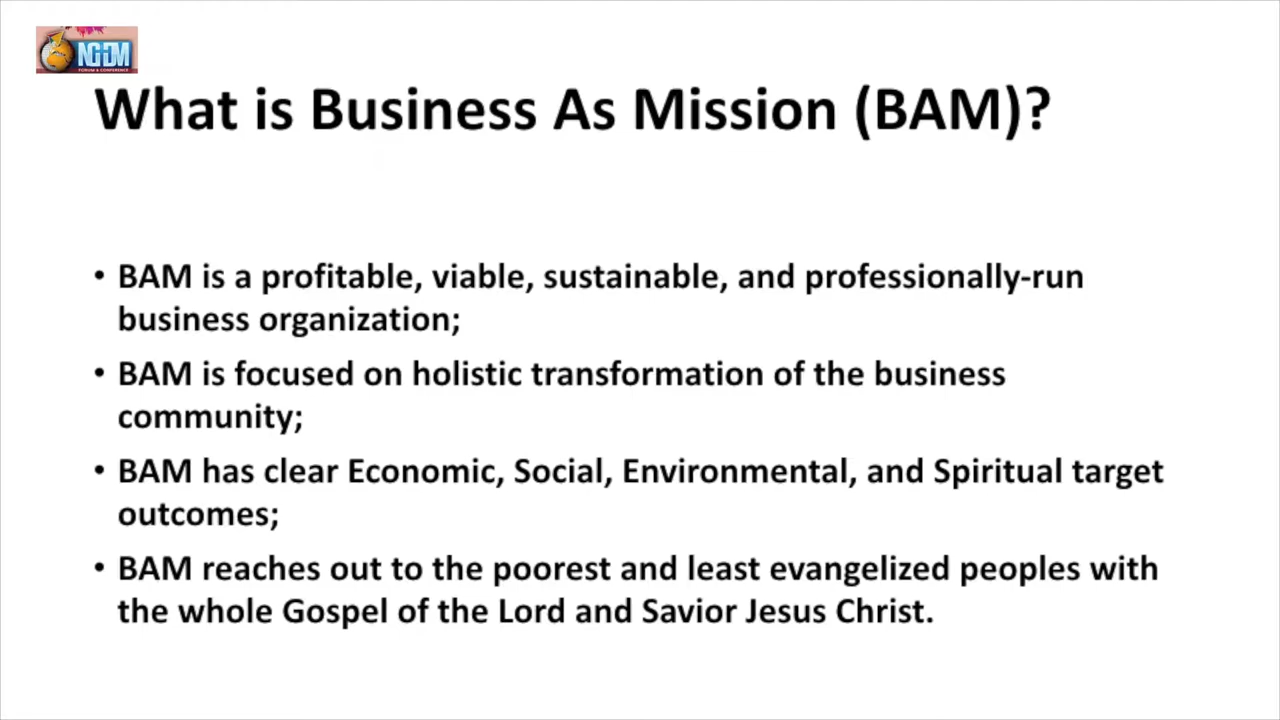 NGDM
FORUM & CONFERENCE
What is Business As Mission (BAM)?
• BAM is a profitable, viable, sustainable, and professionally-run
business organization;
• BAM is focused on holistic transformation of the business
community;
• BAM has clear Economic, Social, Environmental, and Spiritual target
outcomes;
• BAM reaches out to the poorest and least evangelized peoples with
the whole Gospel of the Lord and Savior Jesus Christ.